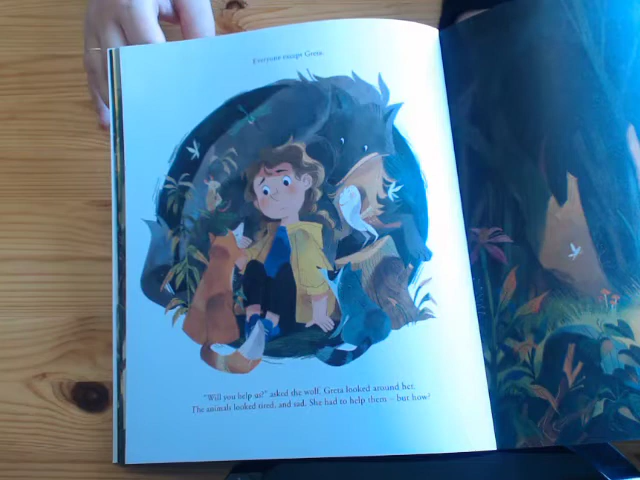 Everyone except Greta.
"Will you help us?" asked the wolf. Greta looked around her.
The animals looked tired, and sad. She had to help them – but how?